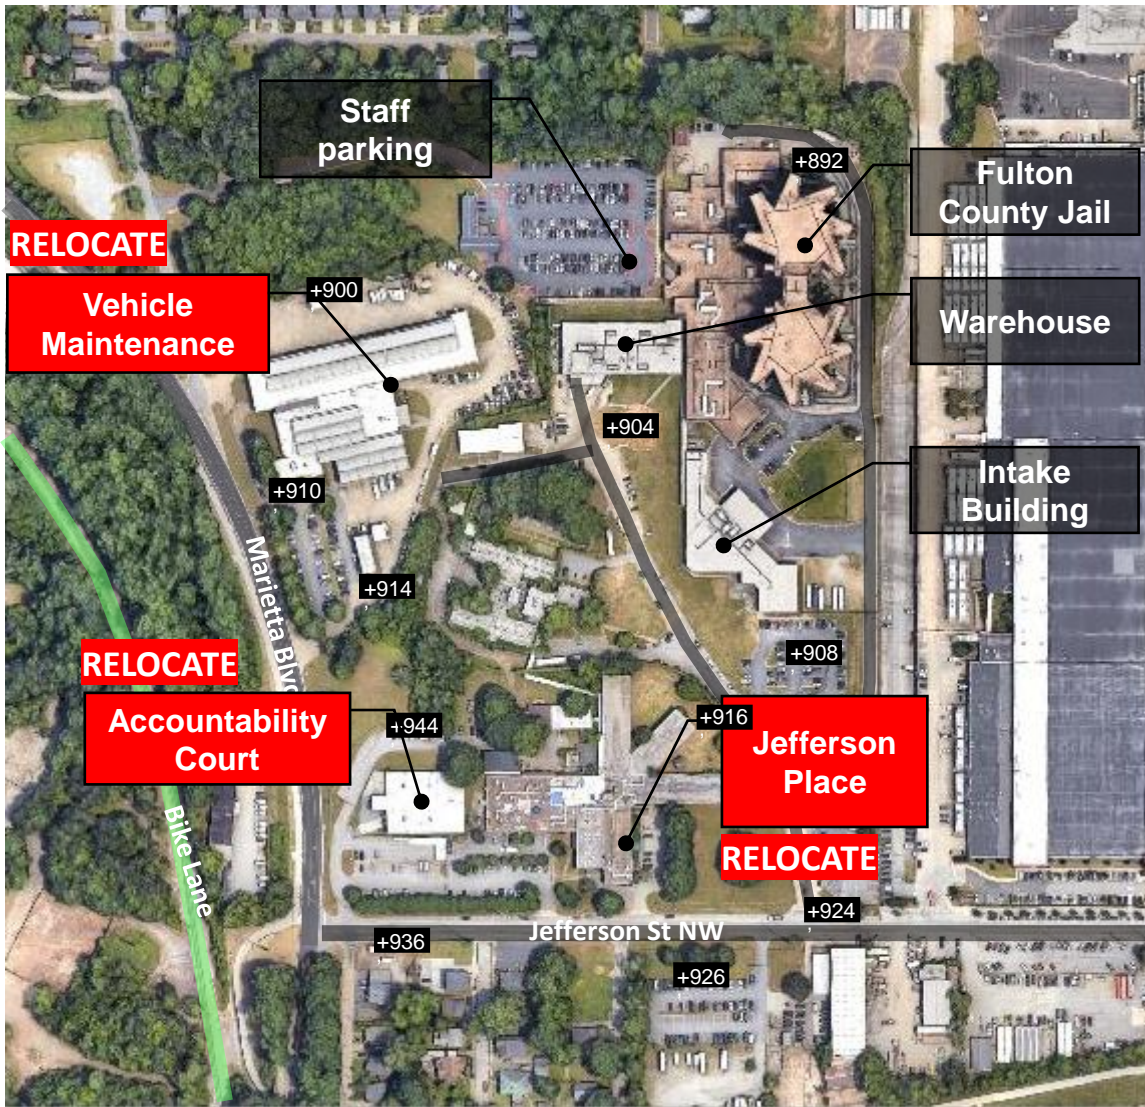 Staff
parking
+892
Fulton
County Jail
RELOCATE
Vehicle
Maintenance
+900
Warehouse
+904
Intake
Building
+910
Marietta Blvd
+914
+908
RELOCATE
Accountability
Court
+944
+916
Jefferson
Place
RELOCATE
Bike Lane
+924
Jefferson St NW
+936
+926